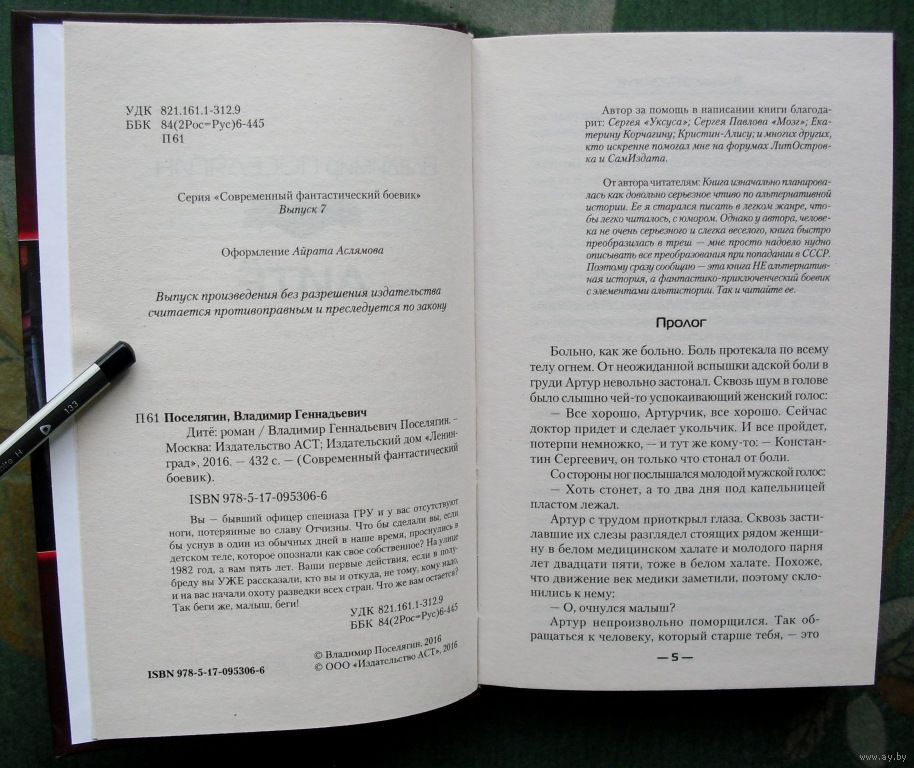 УДК 821.161.1-312.9
ББК 84(2Рос=Рус)6-445
П61
Серия «Современный фантастический боевик»
Выпуск 7
Оформление Айрата Аслямова
Выпуск произведения без разрешения издательства
считается противоправным и преследуется по закону
П61 Поселягин, Владимир Геннадьевич
Дитё: роман / Владимир Геннадьевич Поселягин. –
Москва: Издательство АСТ; Издательский дом «Ленин-
град», 2016. — 432 с. — (Современный фантастический
боевик).
ISBN 978-5-17-095306-6
Вы — бывший офицер спецназа ГРУ и у вас отсутствуют
ноги, потерянные во славу Отчизны. Что бы сделали вы, если
бы уснув в один из обычных дней в наше время, проснулись в
детском теле, которое опознали как свое собственное? На улице
1982 год, а вам пять лет. Ваши первые действия, если в полу-
бреду вы УЖЕ рассказали, кто вы и откуда, не тому, кому надо,
и на вас начали охоту разведки всех стран. Что же вам остается?
Так беги же, малыш, беги!
УДК 821.161.1-312.9
ББК 84(2Рос=Рус)6-445
© Владимир Поселягин, 2016
© ООО «Издательство АСТ», 2016
ISBN 978-5-17-095306-6
133
Автор за помощь в написании книги благода-
рит: Сергея «Уксуса»; Сергея Павлова «Мозг»; Ека-
терину Корчагину; Кристин-Алису; и многих других,
кто искренне помогал мне на форумах ЛитОстров-
ка и СамИздата.
От автора читателям: Книга изначально планирова-
лась как довольно серьезное чтиво по альтернативной
истории. Ее я старался писать в легком жанре, что-
бы легко читалось, с юмором. Однако у автора, челове-
ка не очень серьезного и слегка веселого, книга быстро
преобразилась в треш — мне просто надоело нудно
описывать все преобразования при попадании в СССР.
Поэтому сразу сообщаю — эта книга НЕ альтернатив-
ная история, а фантастико-приключенческий боевик
с элементами альтистории. Так и читайте ее.
Пролог
Больно, как же больно. Боль протекала по всему
телу огнем. От неожиданной вспышки адской боли в
груди Артур невольно застонал. Сквозь шум в голове
было слышно чей-то успокаивающий женский голос:
— Все хорошо, Артурчик, все хорошо. Сейчас
доктор придет и сделает укольчик. И все пройдет,
потерпи немножко, — и тут же кому-то: — Констан-
тин Сергеевич, он только что стонал от боли.
Со стороны ног послышался молодой мужской голос:
— Хоть стонет, а то два дня под капельницей
пластом лежал.
Артур с трудом приоткрыл глаза. Сквозь засти-
лавшие их слезы разглядел стоящих рядом женщи-
ну в белом медицинском халате и молодого парня
лет двадцати пяти, тоже в белом халате. Похоже,
что движение век медики заметили, поэтому скло-
нились к нему:
— О, очнулся малыш?
Артур непроизвольно поморщился. Так об-
ращаться к человеку, который старше тебя, — это
— 5 —
www.ay.by